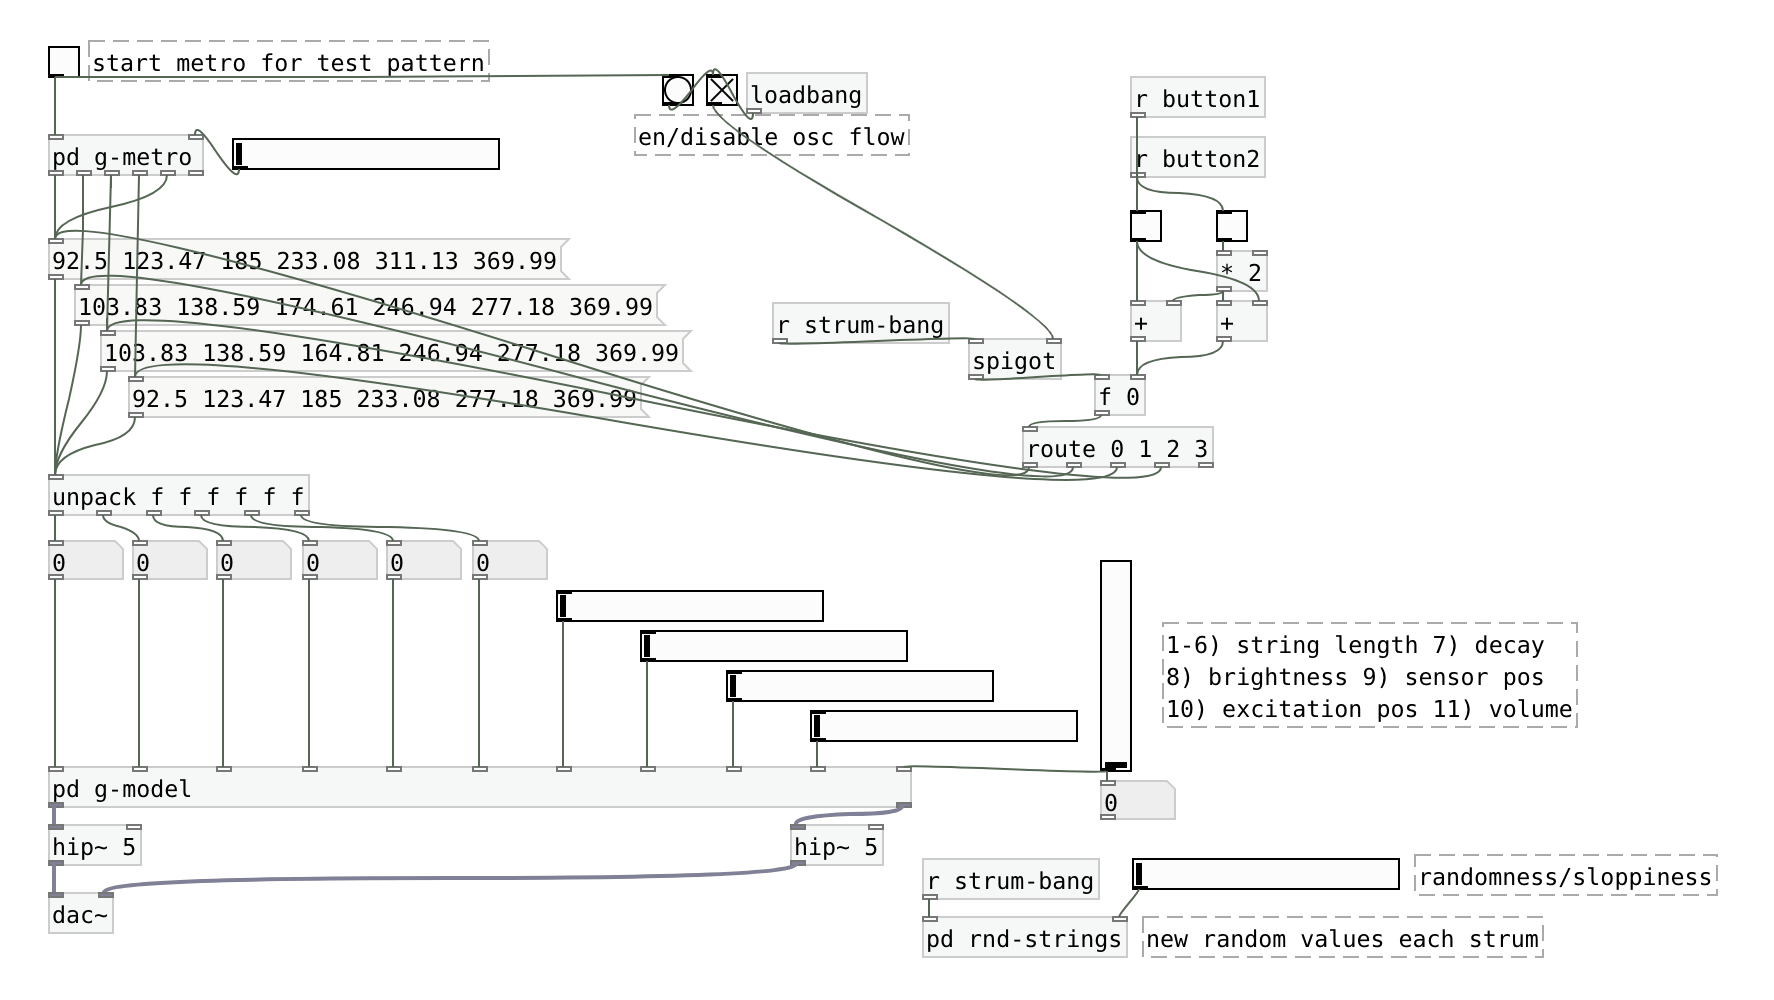 start metro for test pattern
loadbang
r button1
en/disable osc flow
pd g-metro
r button2
92.5 123.47 185 233.08 311.13 369.99
* 2
103.83 138.59 174.61 246.94 277.18 369.99
r strum-bang
+
+
103.83 138.59 164.81 246.94 277.18 369.99
spigot
92.5 123.47 185 233.08 277.18 369.99
f 0
route 0 1 2 3
unpack f f f f f f
0
0
0
0
0
0
1-6) string length 7) decay
8) brightness 9) sensor pos
10) excitation pos 11) volume
pd g-model
0
hip~ 5
hip~ 5
r strum-bang
randomness/sloppiness
dac~
pd rnd-strings
new random values each strum